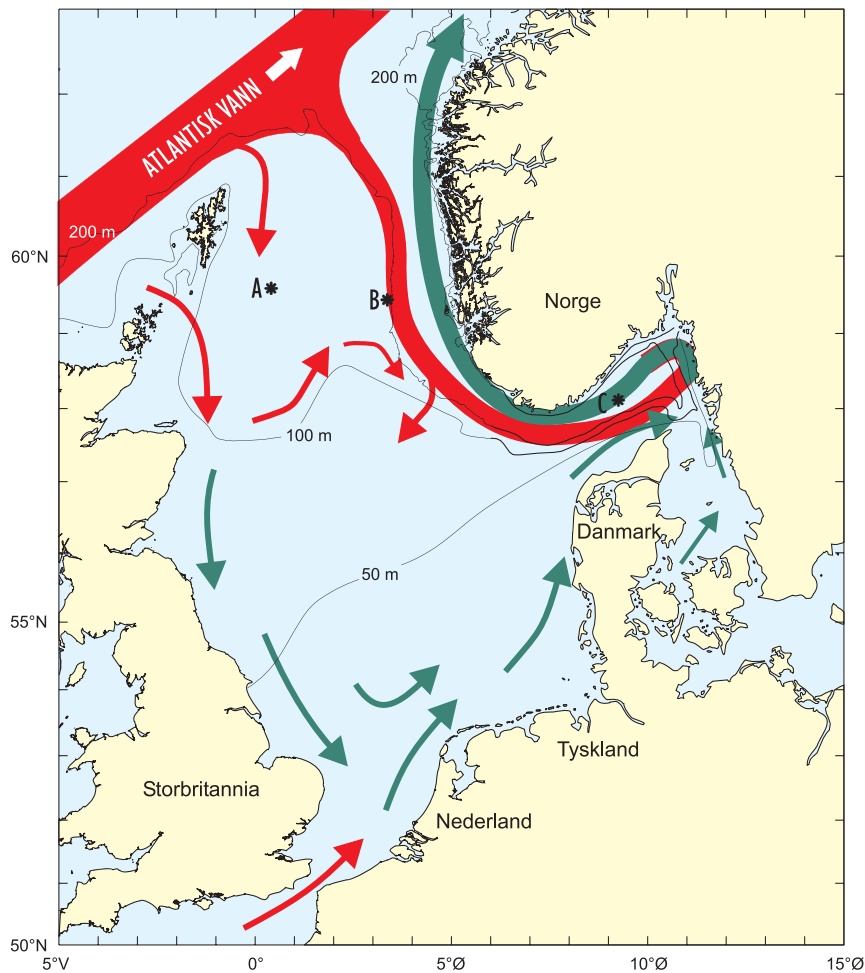 200 m
ATLANTISK VANN
200 m
60°N
A
B
Norge
C
100 m
Danmark
50 m
55°N
Tyskland
Storbritannia
Nederland
50°N
5°V
0°
5°Ø
10°Ø
15°Ø